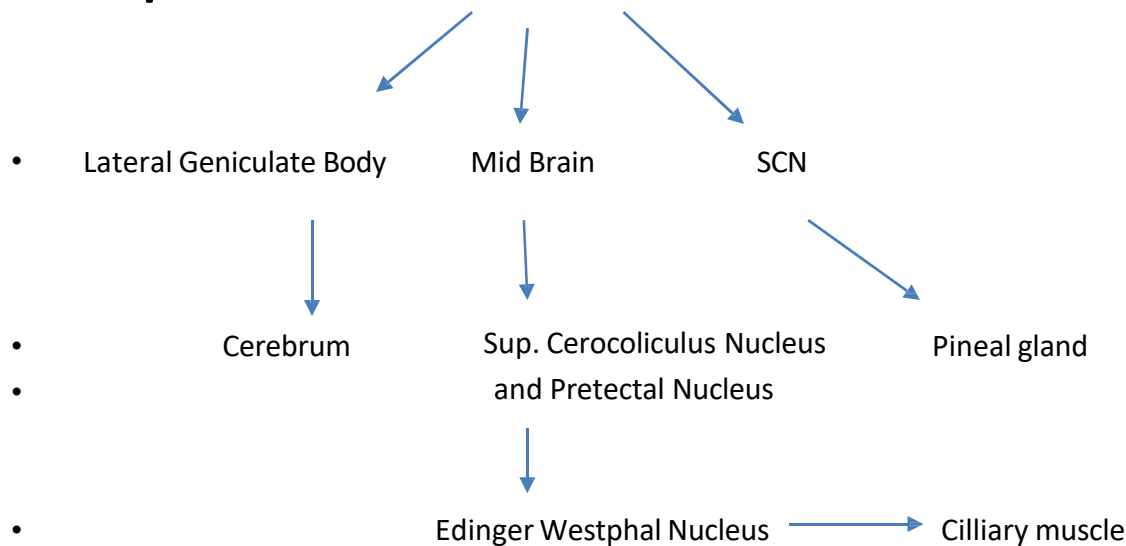 • Lateral Geniculate Body Mid Brain SCN
• Cerebrum Sup. Cerocoliculus Nucleus Pineal gland
• and Pretectal Nucleus
• Edinger Westphal Nucleus Cilliary muscle